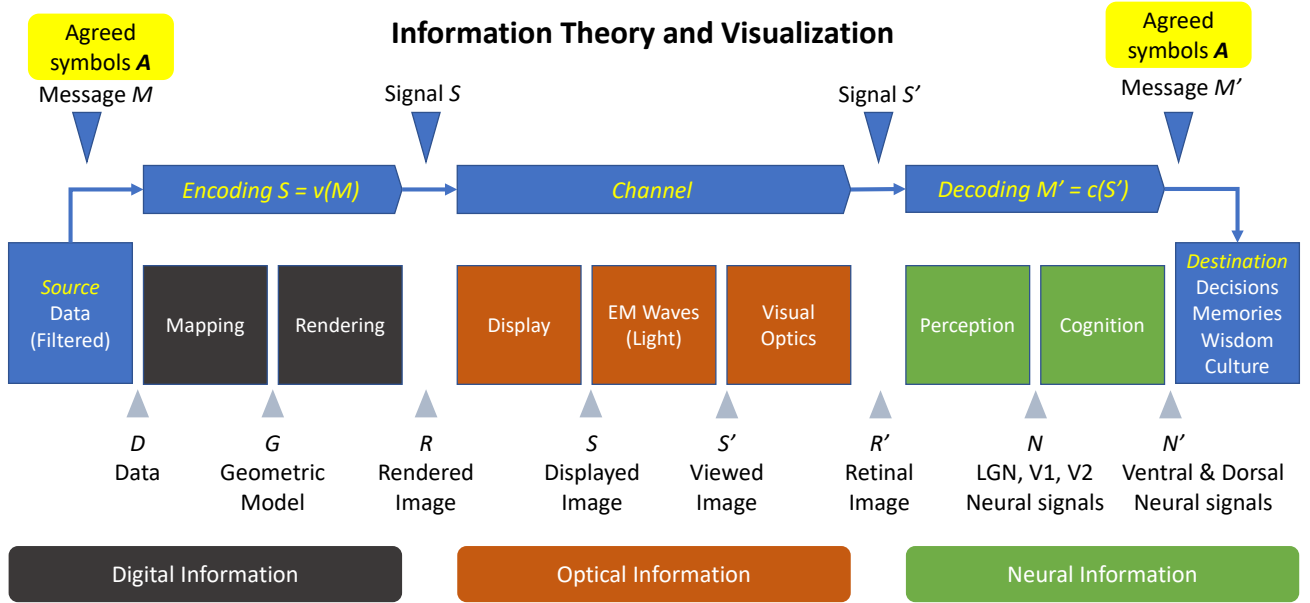 Information Theory and Visualization
Agreed
symbols A
Message M
Signal S
Signal S’
Agreed
symbols A
Message M’
Encoding S = v(M)
Channel
Decoding M’ = c(S’)
Source
Data
(Filtered)
Mapping
Rendering
Display
EM Waves
(Light)
Visual
Optics
Perception
Cognition
Destination
Decisions
Memories
Wisdom
Culture
D
Data
G
Geometric
Model
R
Rendered
Image
S
Displayed
Image
S’
Viewed
Image
R’
Retinal
Image
N
LGN, V1, V2
Neural signals
N’
Ventral & Dorsal
Neural signals
Digital Information
Optical Information
Neural Information